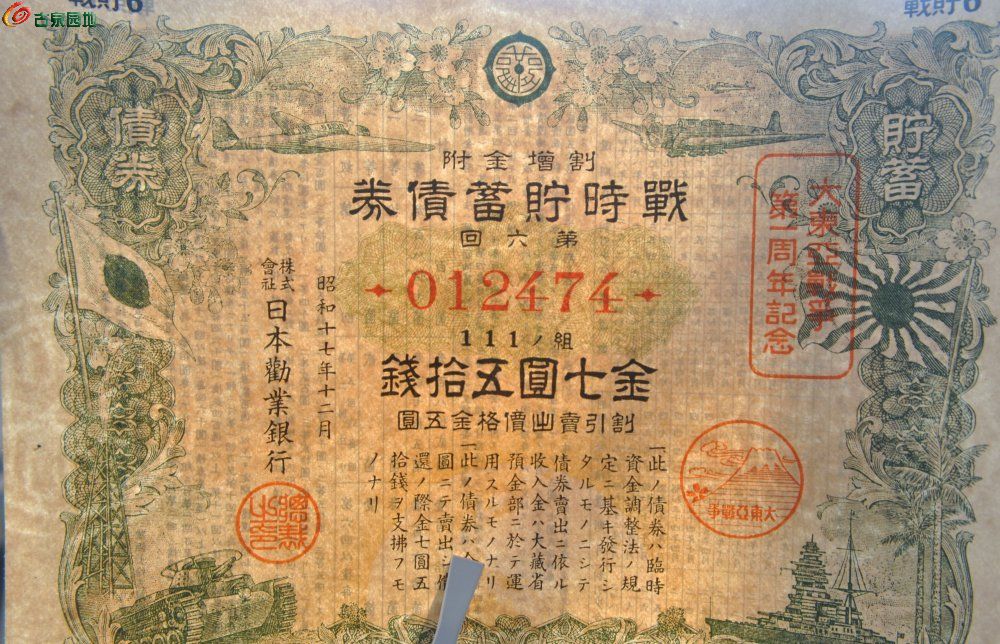 古泉园地
戰貯6
戰貯6
貯蓄
債券
割增金附
戰時貯蓄債券
第六回
012474
組ノ111
金七圓五拾錢
割引賣出價格金五圓
大東亞戰爭
第一周年記念
昭和十七年十二月
株式會社
日本勸業銀行
一此ノ債券ハ臨時
資金調整法ノ規
定ニ基キ發行シ
タルモノニシテ
債券賣出ニ依ル
收入金ハ大藏省
預金部ニ於テ運
用スルモノナリ
一此ノ債券ハ金
圓ニテ賣出シ償
還ノ際金七圓五
拾錢ヲ支拂フモ
ノナリ
大東亞戰爭